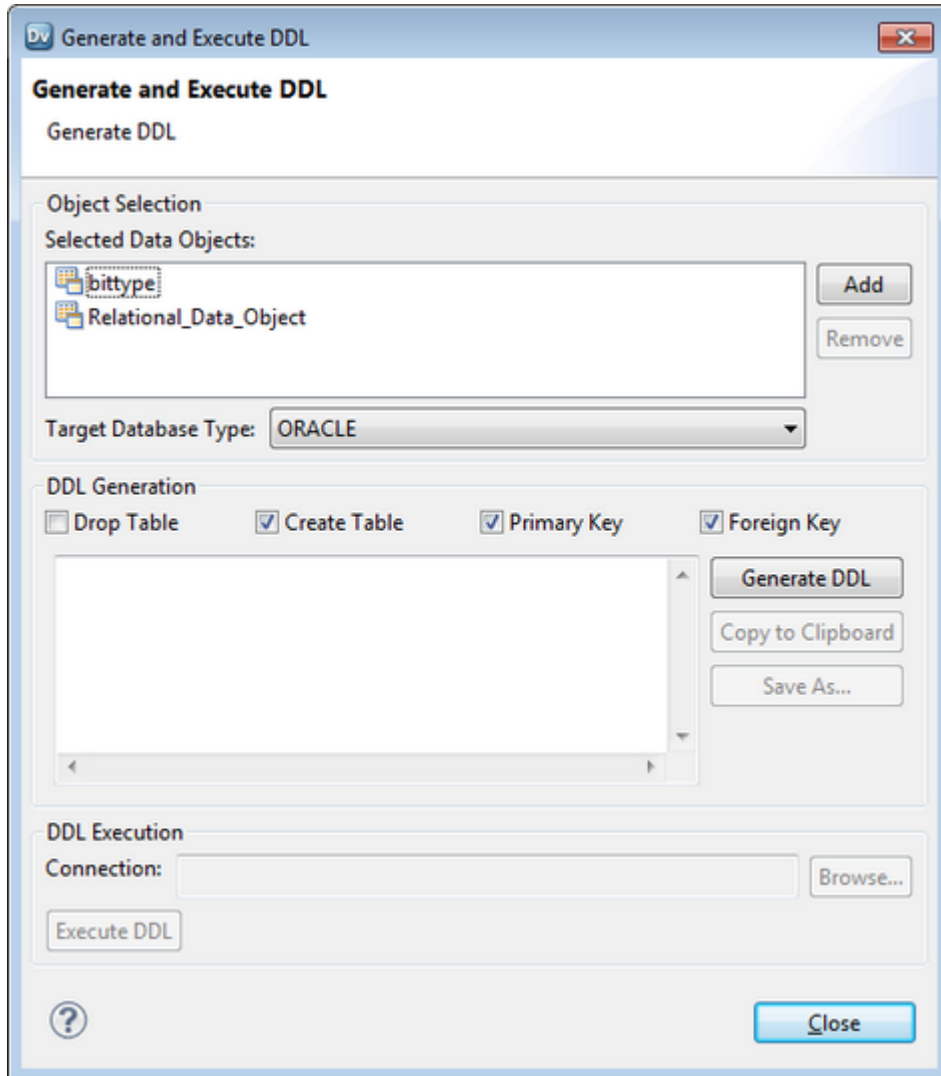 Dv Generate and Execute DDL
Generate and Execute DDL
Generate DDL
Object Selection
Selected Data Objects:
bittype
Add
Relational_Data_Object
Remove
Target Database Type: ORACLE
DDL Generation
Drop Table Create Table Primary Key Foreign Key
Generate DDL
Copy to Clipboard
Save As...
DDL Execution
Connection:
Browse...
Execute DDL
?
Close